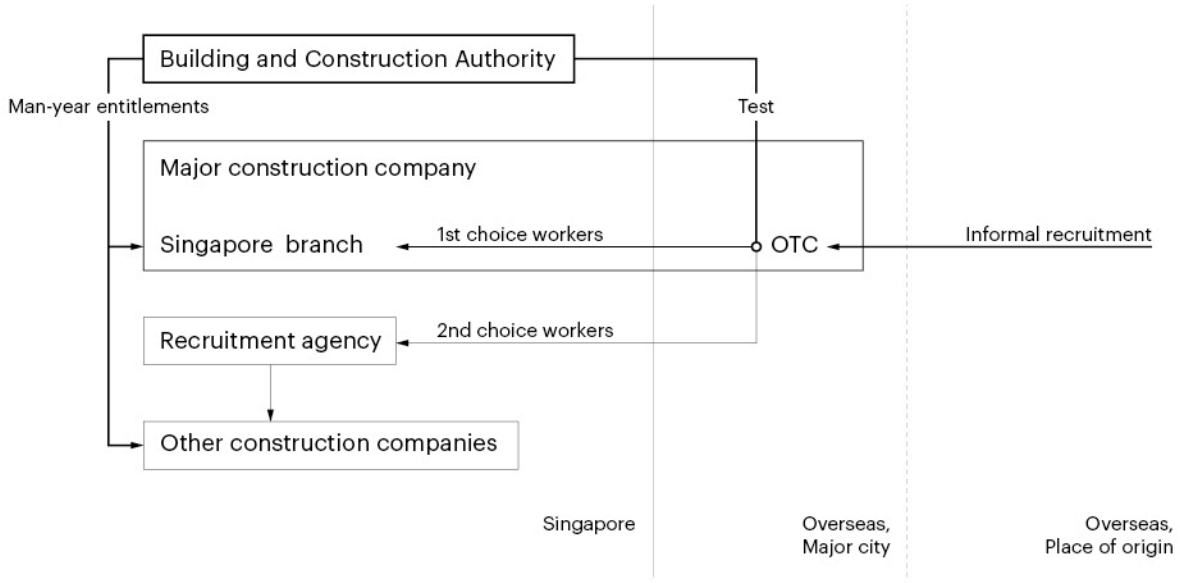 Building and Construction Authority
Man-year entitlements
Test
Major construction company
Singapore branch
1st choice workers
OTC
Informal recruitment
Recruitment agency
2nd choice workers
Other construction companies
Singapore
Overseas,
Major city
Overseas,
Place of origin